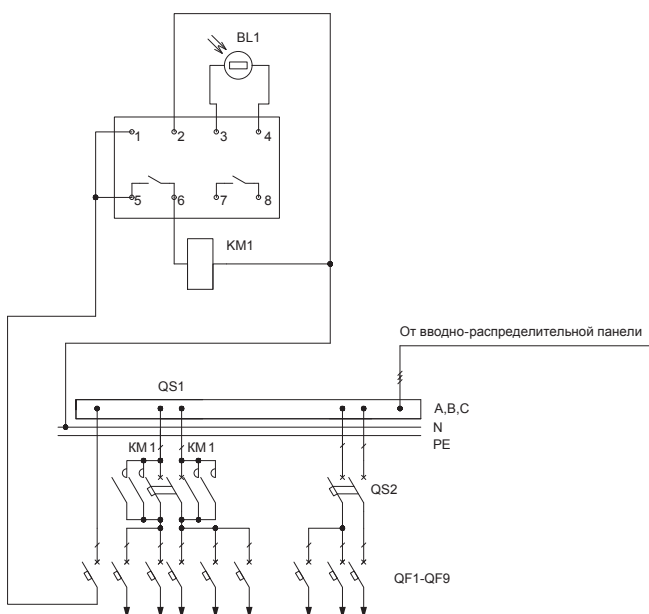 BL1
1 2 3 4
5 6 7 8
KM1
От вводно-распределительной панели
QS1
A,B,C
N
PE
KM1 KM1
QS2
QF1-QF9